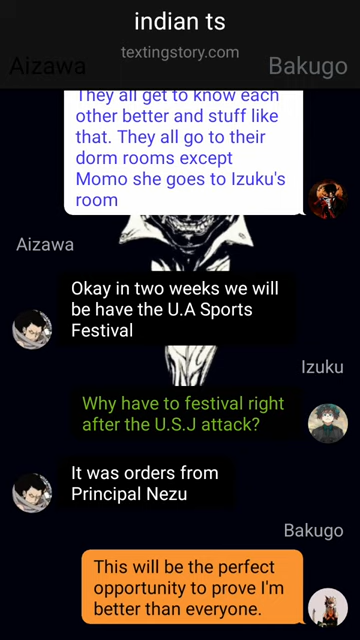 indian ts
textingstory.com
Aizawa
Bakugo
They all get to know each
other better and stuff like
that. They all go to their
dorm rooms except
Momo she goes to Izuku's
room
Aizawa
Okay in two weeks we will
be have the U.A Sports
Festival
Izuku
Why have to festival right
after the U.S.J attack?
It was orders from
Principal Nezu
Bakugo
This will be the perfect
opportunity to prove I'm
better than everyone.